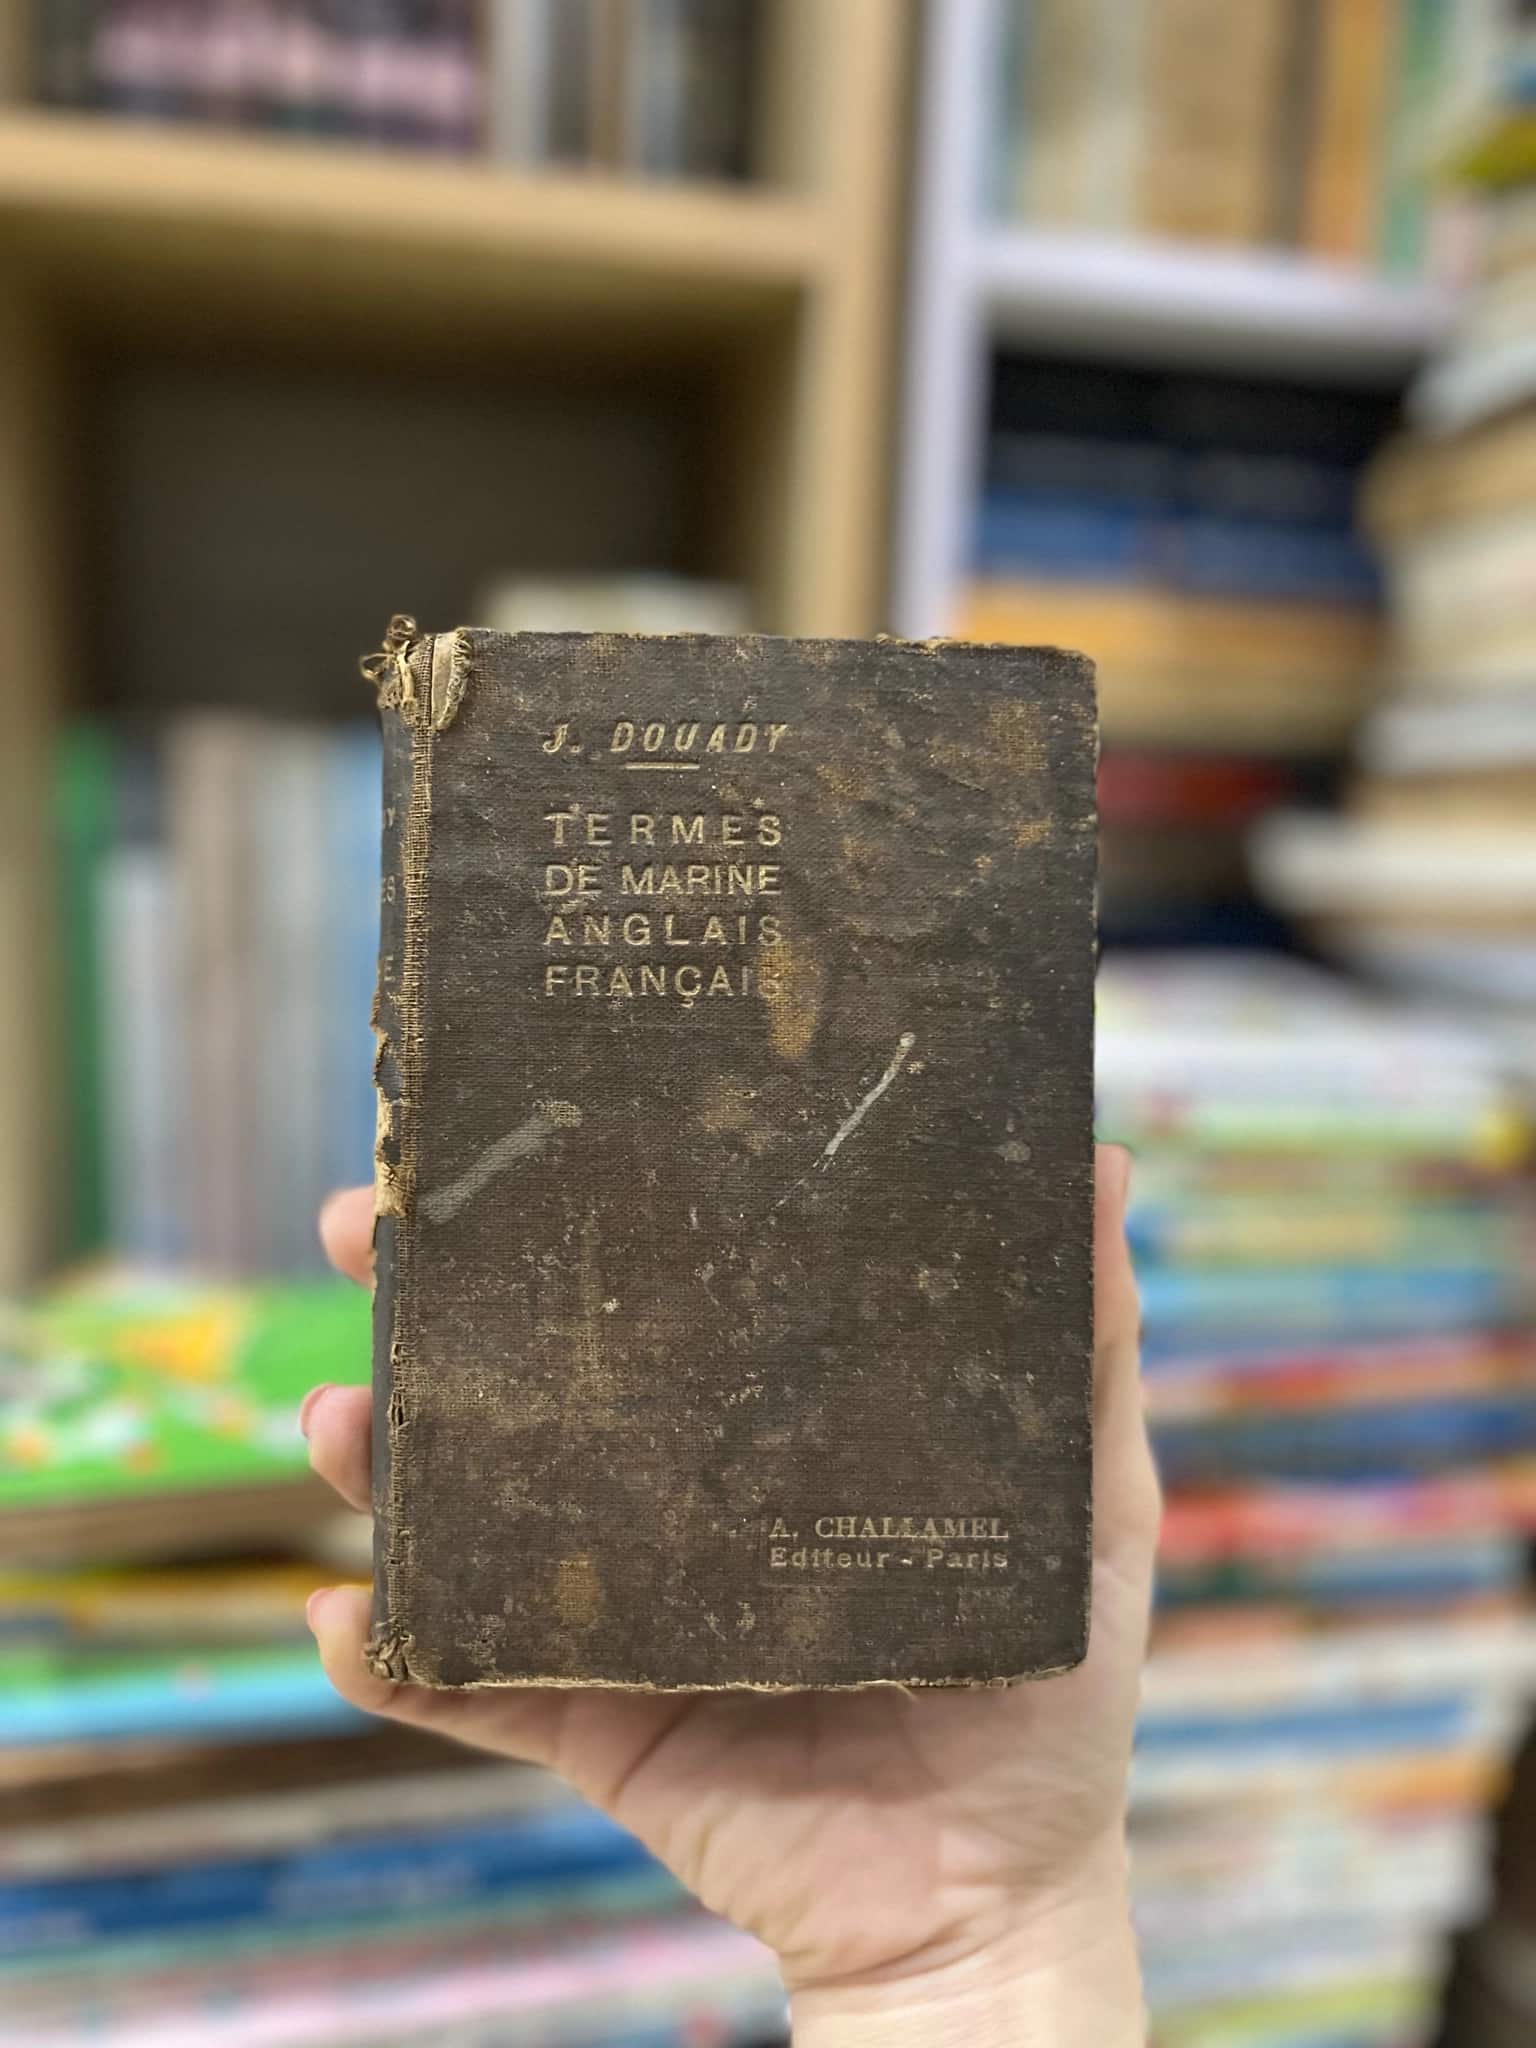 J. DOUADY
TERMES
DE MARINE
ANGLAIS
FRANÇAIS
A. CHALLAMEL
Editeur - Paris